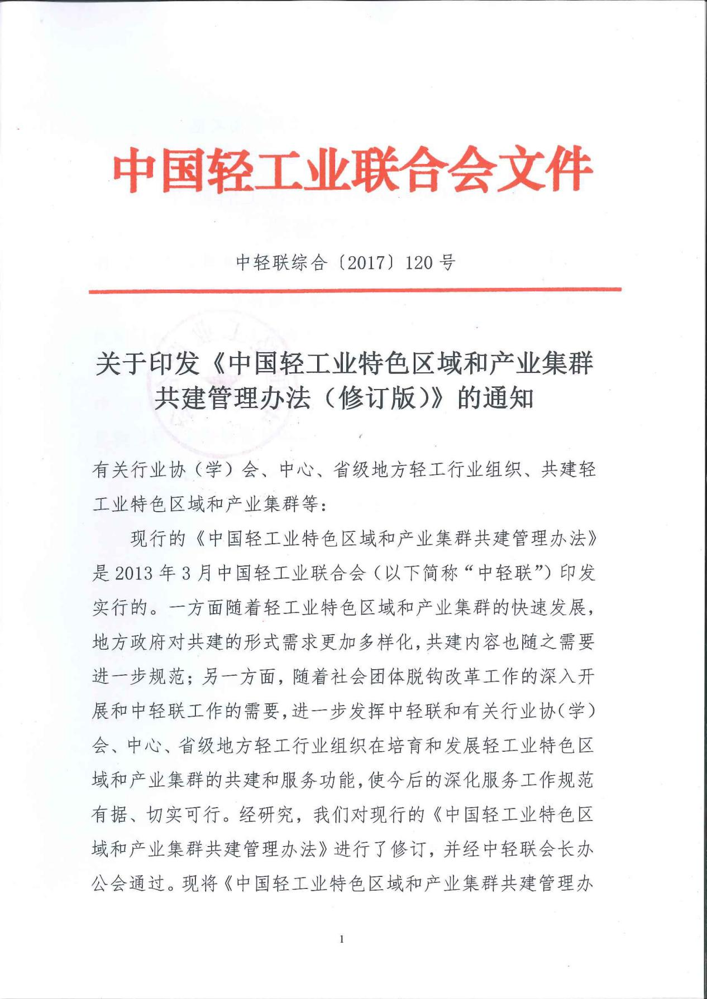 中国轻工业联合会文件
中轻联综合〔2017〕120 号
关于印发《中国轻工业特色区域和产业集群
共建管理办法（修订版）》的通知
有关行业协（学）会、中心、省级地方轻工行业组织、共建轻
工业特色区域和产业集群等：
现行的《中国轻工业特色区域和产业集群共建管理办法》
是 2013 年 3 月中国轻工业联合会（以下简称“中轻联”）印发
实行的。一方面随着轻工业特色区域和产业集群的快速发展，
地方政府对共建的形式需求更加多样化，共建内容也随之需要
进一步规范；另一方面，随着社会团体脱钩改革工作的深入开
展和中轻联工作的需要，进一步发挥中轻联和有关行业协（学）
会、中心、省级地方轻工行业组织在培育和发展轻工业特色区
域和产业集群的共建和服务功能，使今后的深化服务工作规范
有据、切实可行。经研究，我们对现行的《中国轻工业特色区
域和产业集群共建管理办法》进行了修订，并经中轻联会长办
公会通过。现将《中国轻工业特色区域和产业集群共建管理办
1